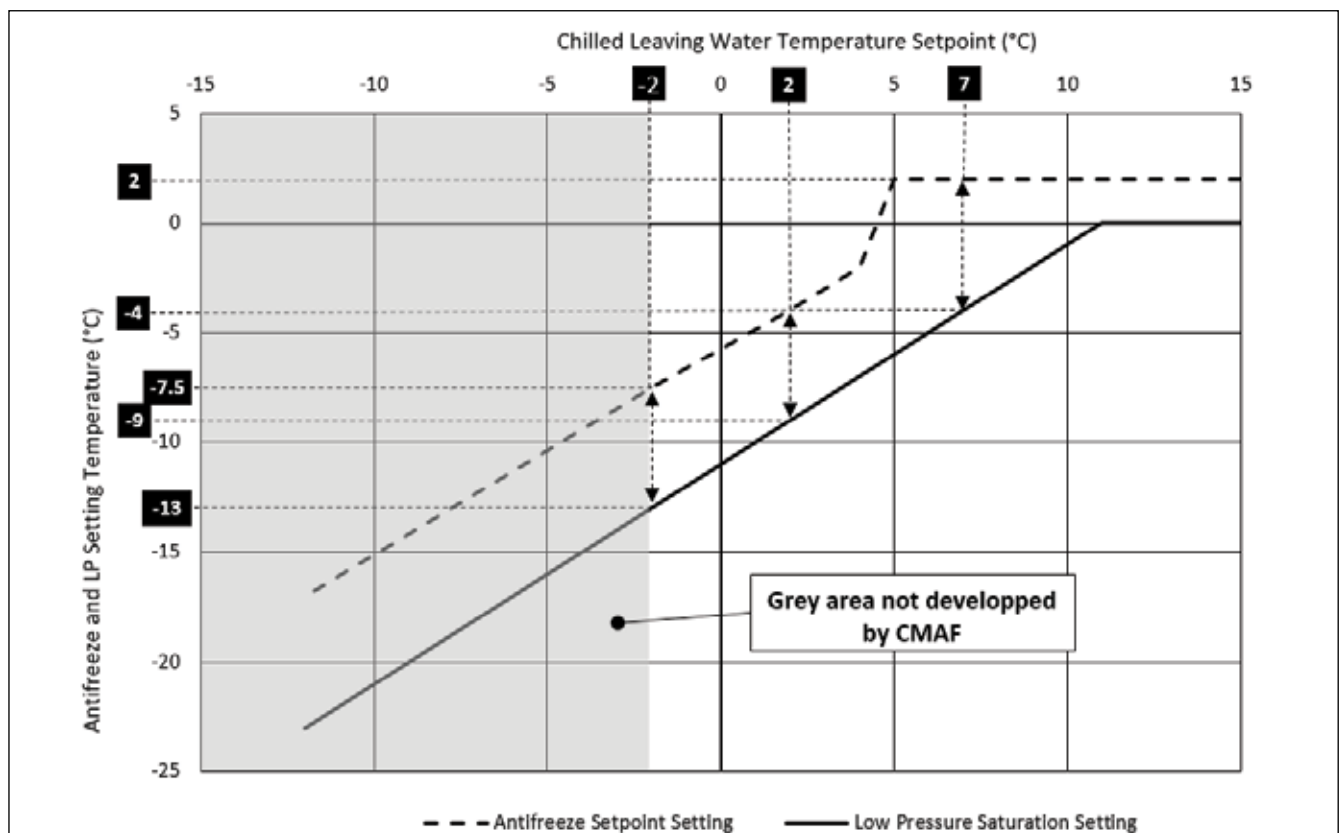 Chilled Leaving Water Temperature Setpoint (°C)
-15 -10 -5 -2 0 2 5 7 10 15
5
2
0
-4
-5
-7.5
-9
-10
-13
-15
-20
-25
Antifreeze and LP Setting Temperature (°C)
Grey area not developped
by CMAF
Antifreeze Setpoint Setting Low Pressure Saturation Setting